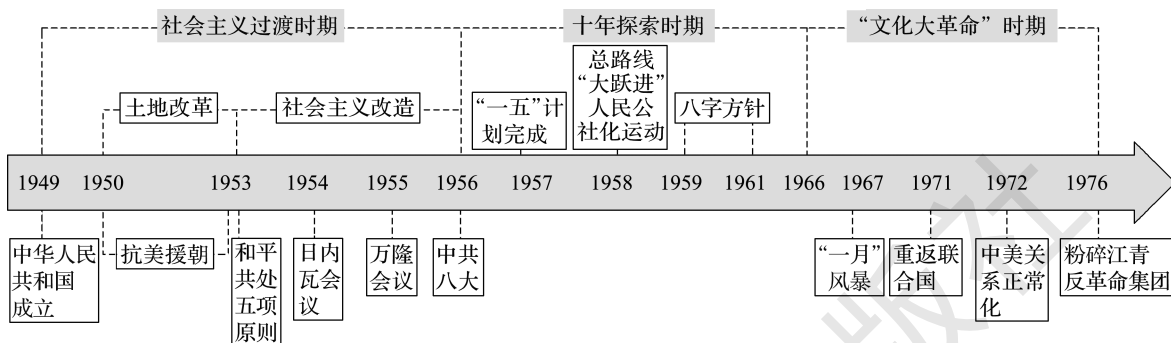 社会主义过渡时期
十年探索时期
“文化大革命”时期
土地改革
社会主义改造
“一五”计
划完成
总路线
“大跃进”
人民公
社化运动
八字方针
1949
1950
1953
1954
1955
1956
1957
1958
1959
1961
1966
1967
1971
1972
1976
中华人民
共和国
成立
抗美援朝
和平
共处
五项
原则
日内
瓦会
议
万隆
会议
中共
八大
“一月”
风暴
重返联
合国
中美关
系正常
化
粉碎江青
反革命集团
版社